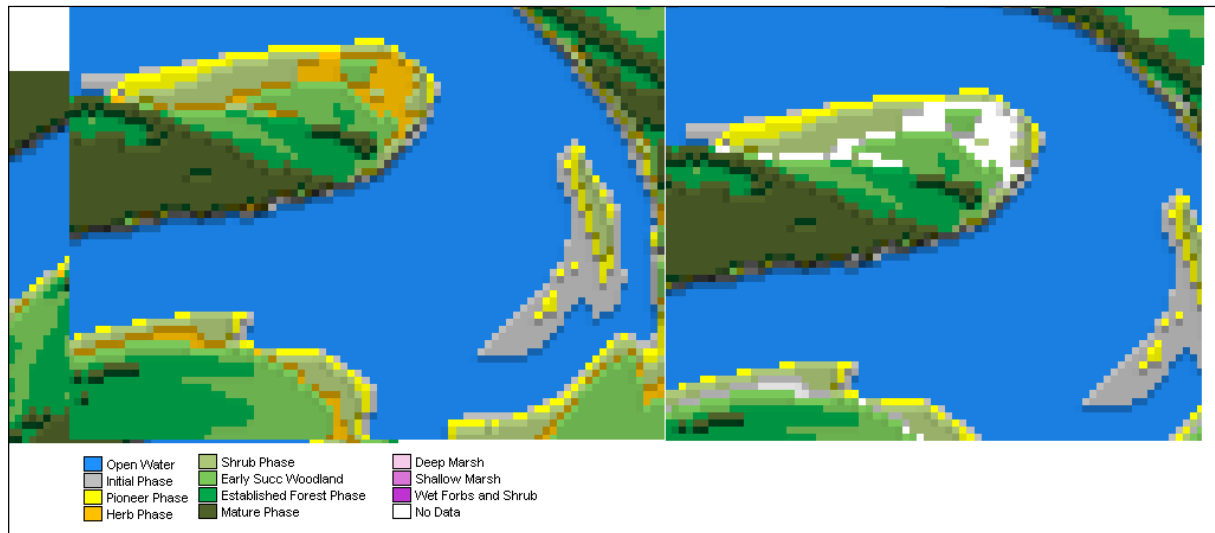 Open Water
Initial Phase
Pioneer Phase
Herb Phase
Shrub Phase
Early Succ Woodland
Established Forest Phase
Mature Phase
Deep Marsh
Shallow Marsh
Wet Forbs and Shrub
No Data